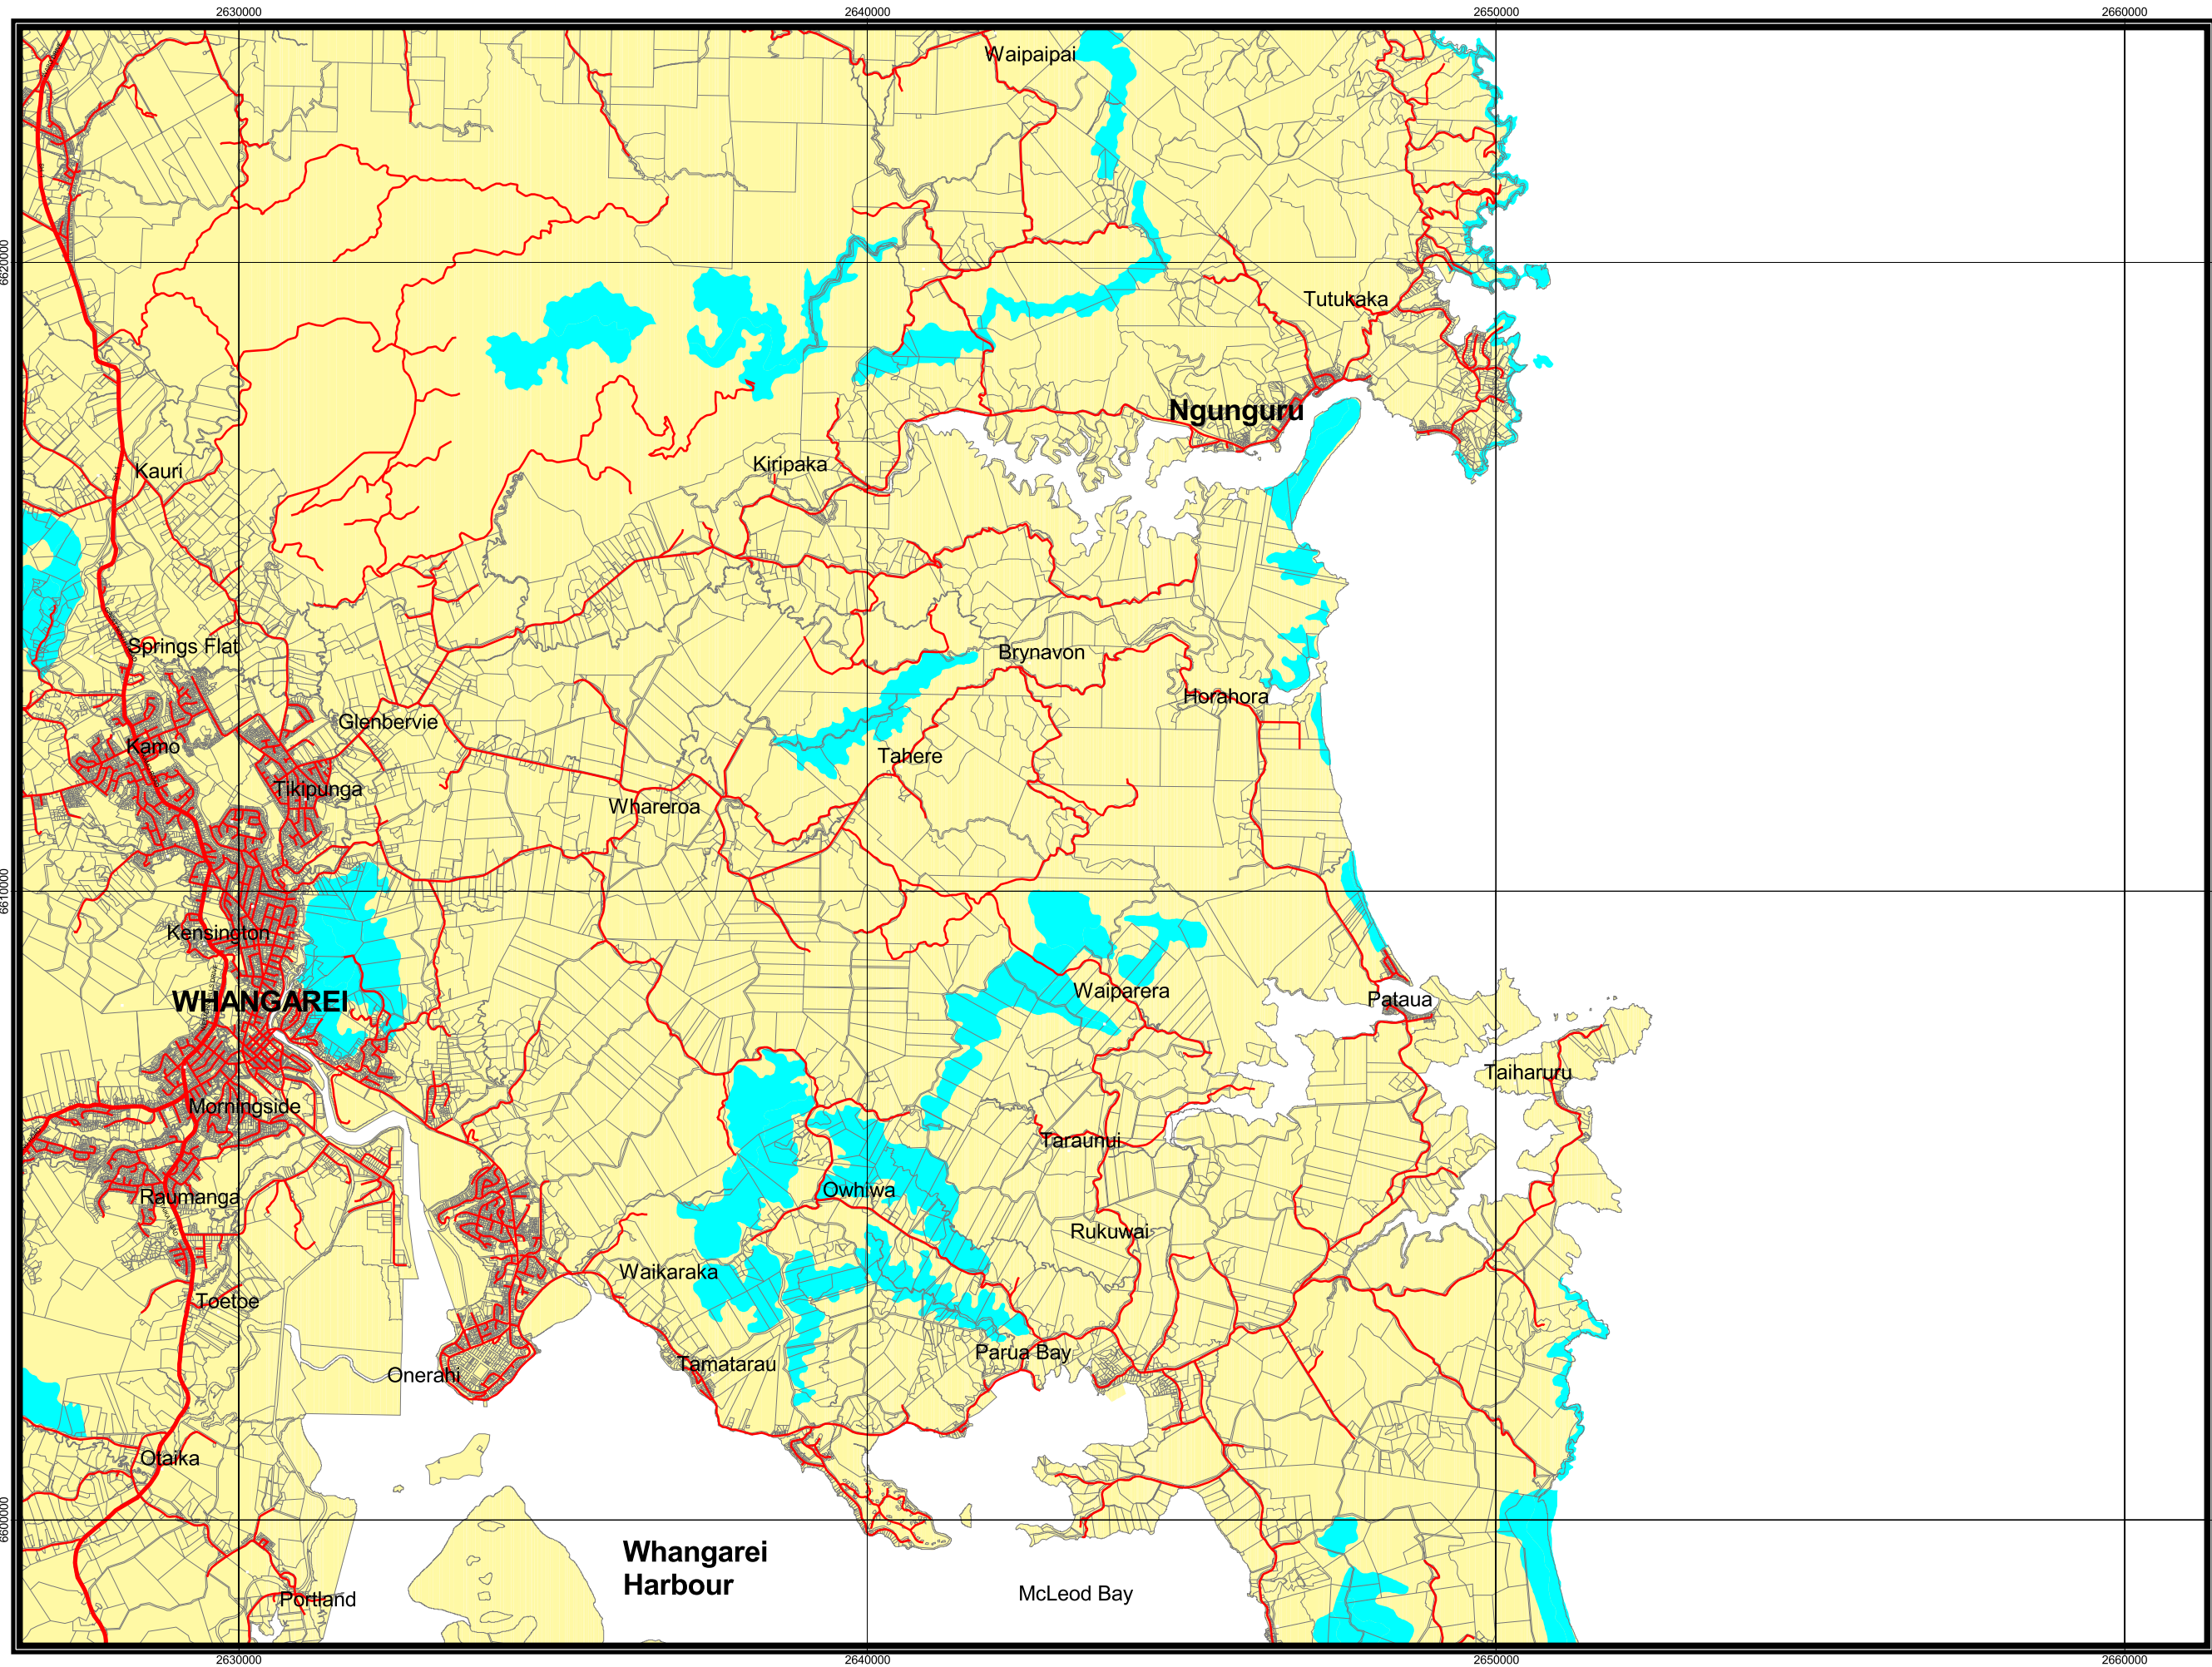 2630000 2640000 2650000 2660000
Waipaipai
6620000
Tutukaka
Ngunguru
Kiripaka
Kauri
Springs Flat
Brynavon
Horahora
Glenbervie
Kamo
Tahere
Tikipunga
Whareroa
6610000
Kensington
Waiparera
WHANGAREI
Pataua
Taiharuru
Morningside
Taraunui
Owhiwa
Raumanga
Rukuwai
Waikaraka
Toetoe
Parua Bay
Tamatarau
Onerahi
Otaika
6600000
Whangarei
Harbour
McLeod Bay
Portland
2630000 2640000 2650000 2660000